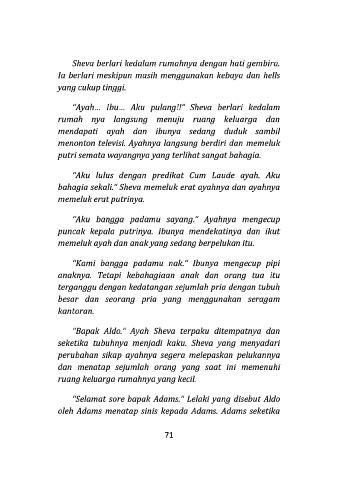 Sheva berlari kedalam rumahnya dengan hati gembira.
Ia berlari meskipun masih menggunakan kebaya dan hells
yang cukup tinggi.
"Ayah... Ibu... Aku pulang!!" Sheva berlari kedalam
rumah nya langsung menuju ruang keluarga dan
mendapati ayah dan ibunya sedang duduk sambil
menonton televisi. Ayahnya langsung berdiri dan memeluk
putri semata wayangnya yang terlihat sangat bahagia.
"Aku lulus dengan predikat Cum Laude ayah. Aku
bahagia sekali." Sheva memeluk erat ayahnya dan ayahnya
memeluk erat putrinya.
"Aku bangga padamu sayang." Ayahnya mengecup
puncak kepala putrinya. Ibunya mendekatinya dan ikut
memeluk ayah dan anak yang sedang berpelukan itu.
"Kami bangga padamu nak." Ibunya mengecup pipi
anaknya. Tetapi kebahagiaan anak dan orang tua itu
terganggu dengan kedatangan sejumlah pria dengan tubuh
besar dan seorang pria yang menggunakan seragam
kantoran.
"Bapak Aldo." Ayah Sheva terpaku ditempatnya dan
seketika tubuhnya menjadi kaku. Sheva yang menyadari
perubahan sikap ayahnya segera melepaskan pelukannya
dan menatap sejumlah orang yang saat ini memenuhi
ruang keluarga rumahnya yang kecil.
"Selamat sore bapak Adams." Lelaki yang disebut Aldo
oleh Adams menatap sinis kepada Adams. Adams seketika
71